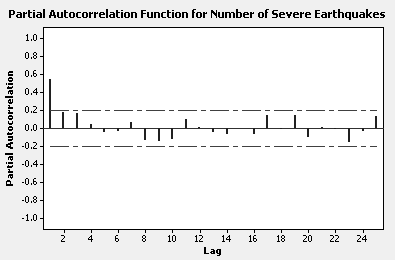 Partial Autocorrelation Function for Number of Severe Earthquakes
Partial Autocorrelation
1.0
0.8
0.6
0.4
0.2
0.0
-0.2
-0.4
-0.6
-0.8
-1.0
2 4 6 8 10 12 14 16 18 20 22 24
Lag